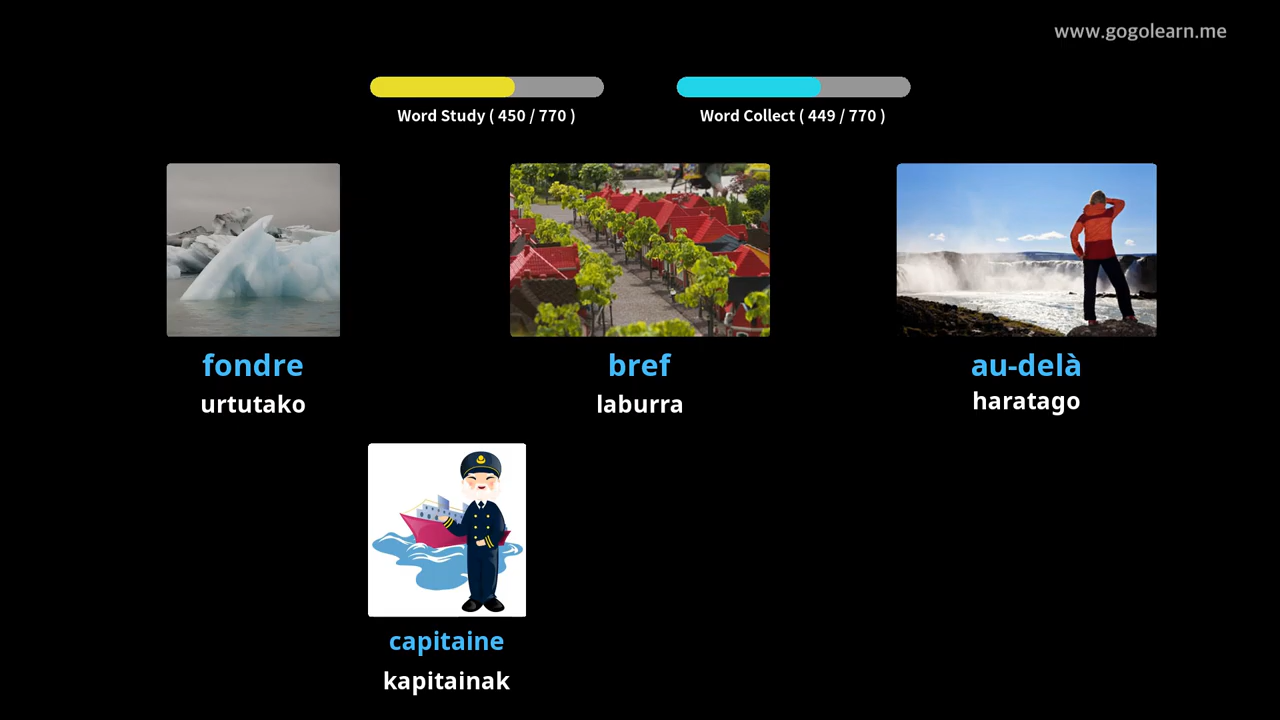 www.gogolearn.me
Word Study ( 450 / 770 )
Word Collect ( 449 / 770 )
fondre
urtutako
bref
laburra
au-delà
haratago
capitaine
kapitainak